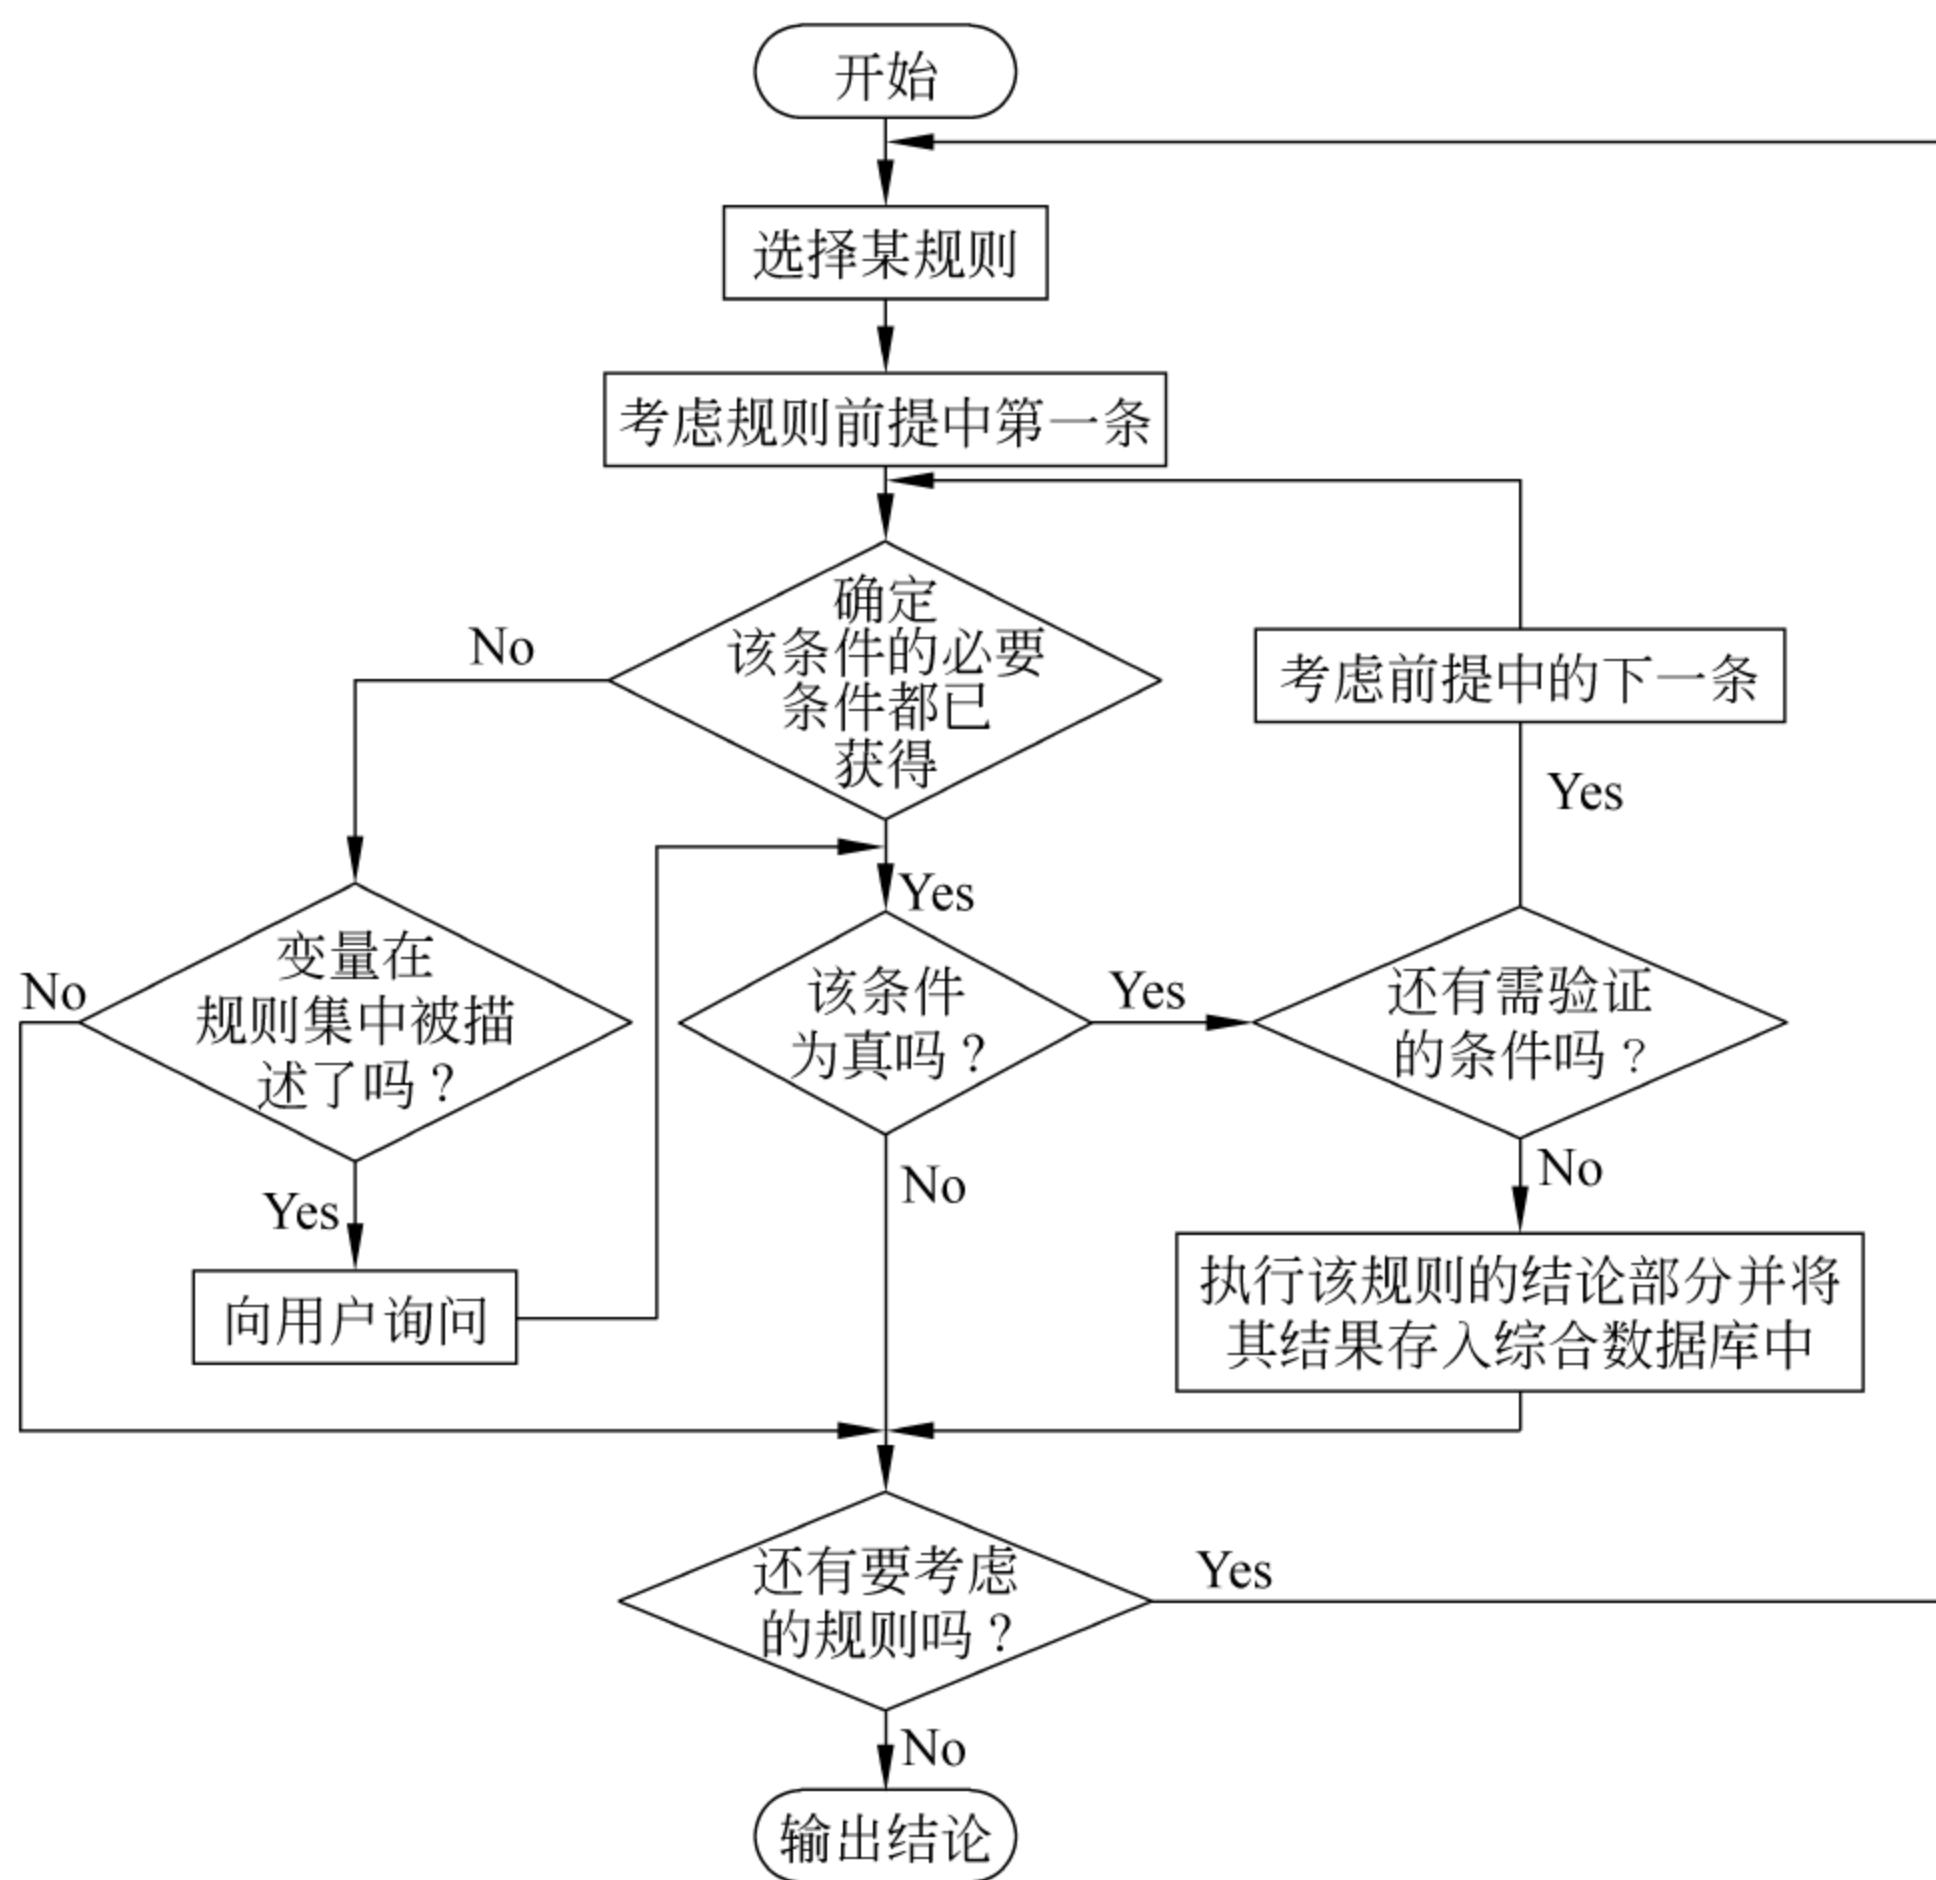 开始
选择某规则
考虑规则前提中第一条
确定
该条件的必要
条件都已
获得
No
考虑前提中的下一条
Yes
Yes
变量在
规则集中被描
述了吗？
No
该条件
为真吗？
Yes
还有需验证
的条件吗？
No
No
Yes
向用户询问
执行该规则的结论部分并将
其结果存入综合数据库中
还有要考虑
的规则吗？
Yes
No
输出结论